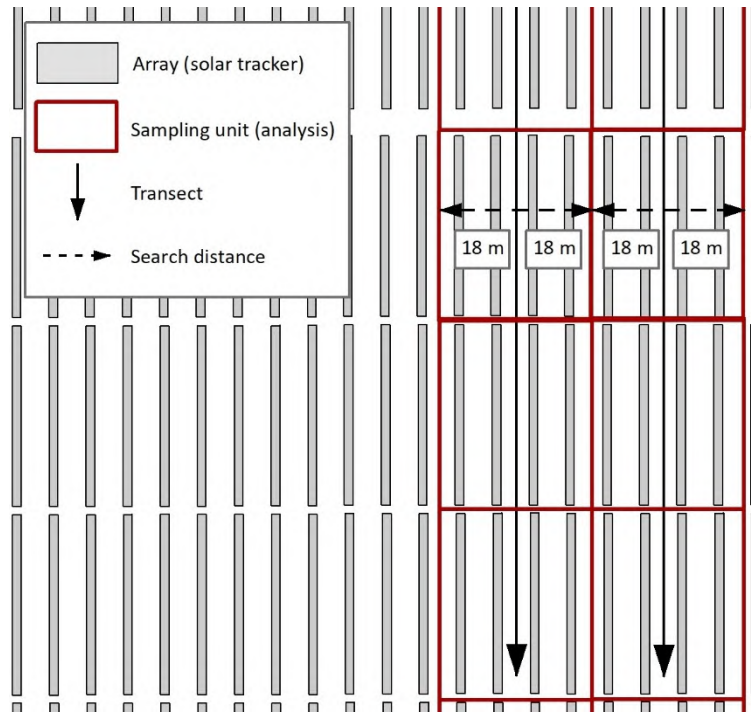 Array (solar tracker)
Sampling unit (analysis)
Transect
Search distance
18 m 18 m 18 m 18 m